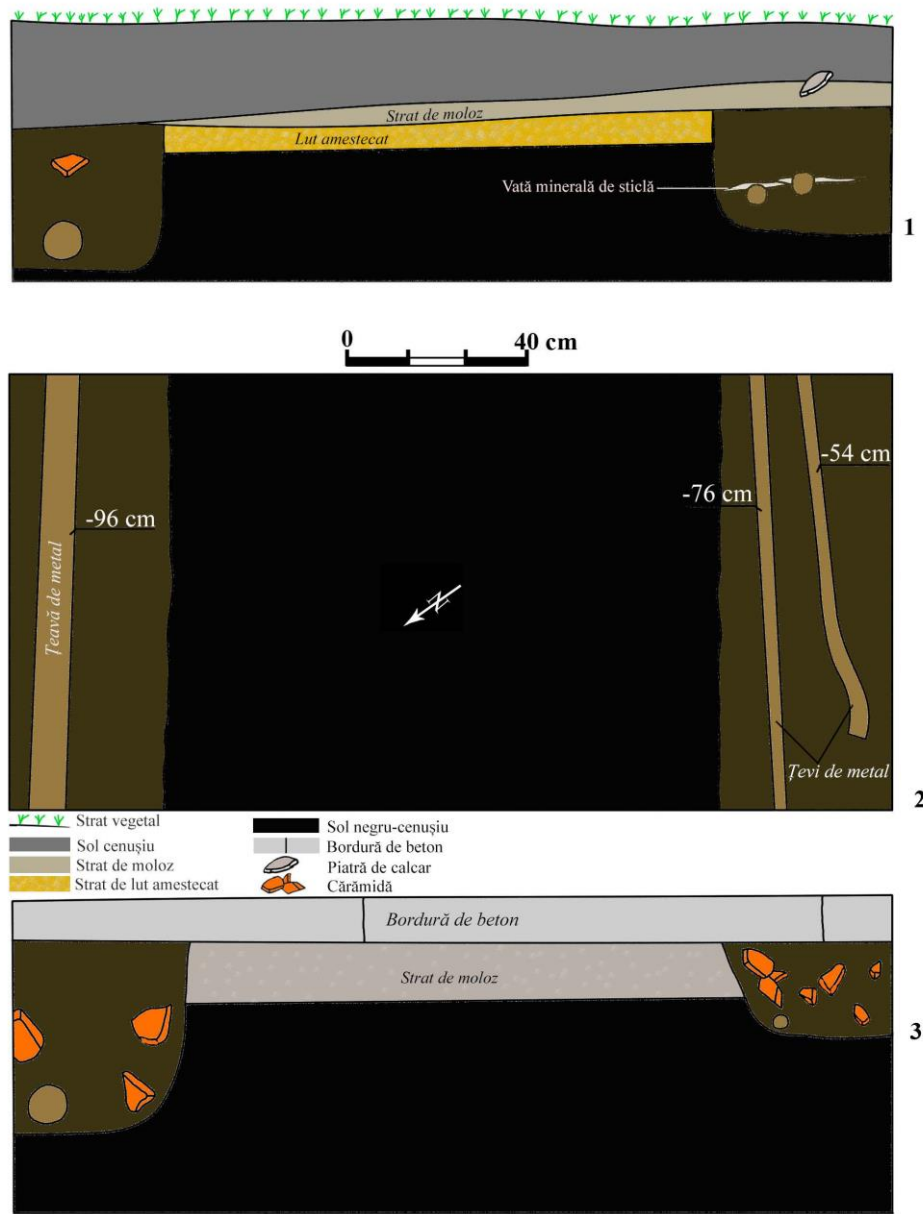 Strat de moloz
Lut amestecat
Vată minerală de sticlă
1
0 40 cm
-54 cm
-76 cm
-96 cm
Țeavă de metal
N
Țevi de metal
2
Strat vegetal
Sol cenușiu
Strat de moloz
Strat de lut amestecat
Sol negru-cenușiu
Bordură de beton
Piatră de calcar
Cărămidă
Bordură de beton
Strat de moloz
3